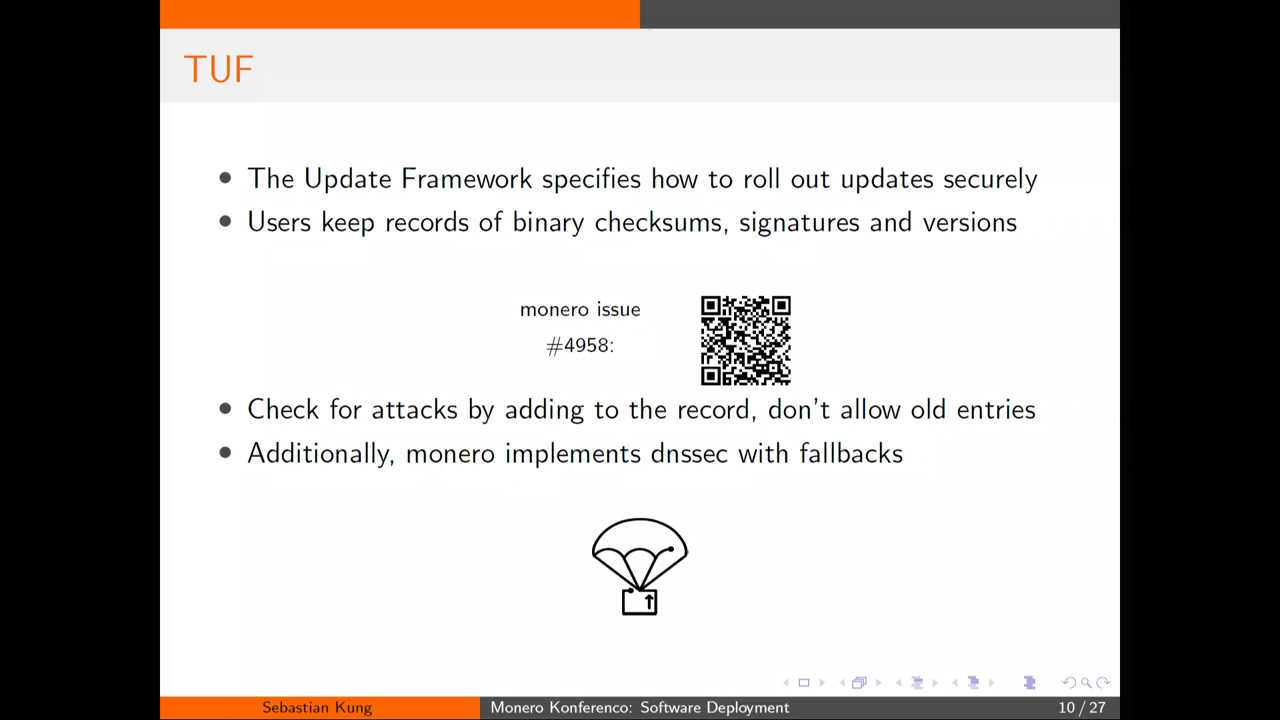 TUF
The Update Framework specifies how to roll out updates securely
Users keep records of binary checksums, signatures and versions
monero issue
#4958:
Check for attacks by adding to the record, don't allow old entries
Additionally, monero implements dnssec with fallbacks
Sebastian Kung
Monero Konferenco: Software Deployment
10 / 27